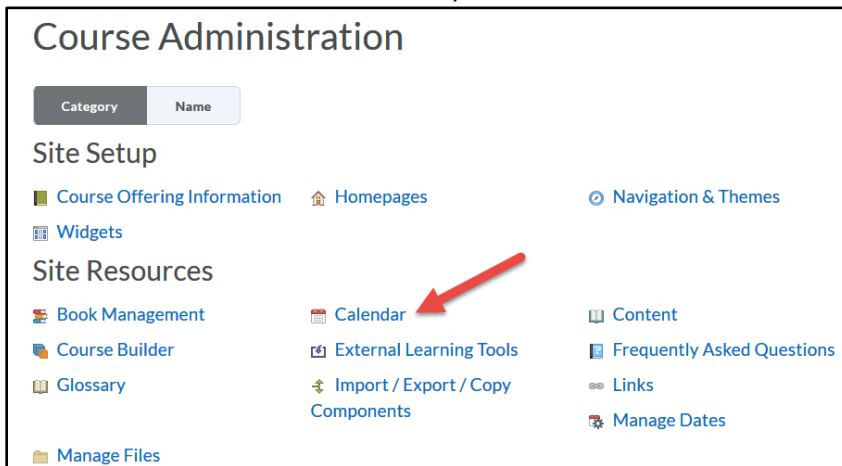 Course Administration
Category Name
Site Setup
Course Offering Information Homepages Navigation & Themes
Widgets
Site Resources
Book Management Calendar Content
Course Builder External Learning Tools Frequently Asked Questions
Glossary Import / Export / Copy Links
Components
Manage Dates
Manage Files